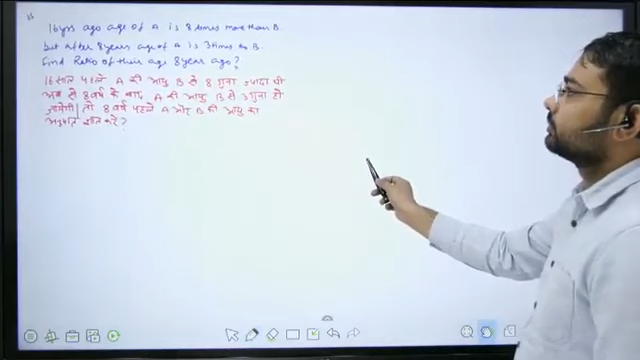 16yrs ago age of A is 8 times more than B.
but after 8 years age of A is 3 times to B.
find Ratio of their age 8 year ago?
16 साल पहले A की आयु B से 8 गुना ज्यादा थी
अब से 8 वर्ष के बाद A की आयु B से 3 गुना हो
जायेगी| तो 8 वर्ष पहले A और B की आयु का
अनुपात ज्ञात करें?